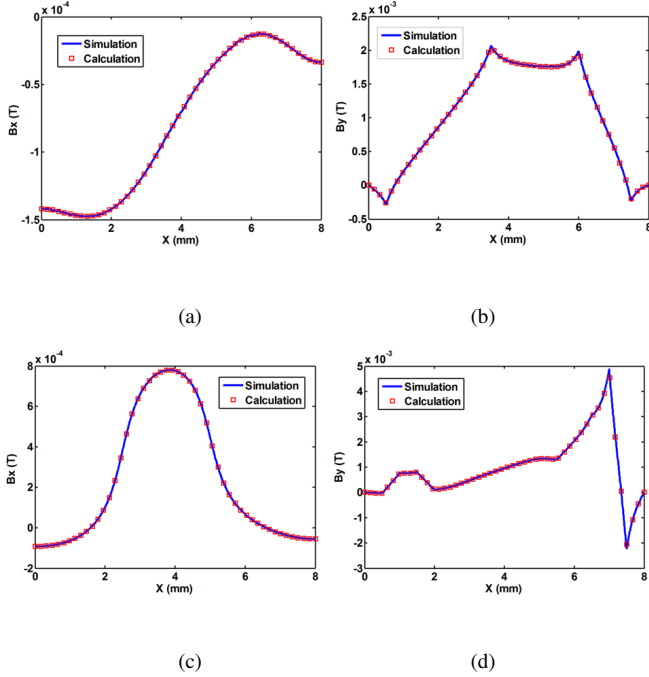 x 10⁻⁴
0
-0.5
-1
-1.5
Bx (T)
Simulation
Calculation
0 2 4 6 8
X (mm)
(a)
x 10⁻³
2.5
2
1.5
1
0.5
0
-0.5
By (T)
Simulation
Calculation
0 2 4 6 8
X (mm)
(b)
x 10⁻⁴
8
6
4
2
0
-2
Bx (T)
Simulation
Calculation
0 2 4 6 8
X (mm)
(c)
x 10⁻³
5
4
3
2
1
0
-1
-2
-3
By (T)
Simulation
Calculation
0 2 4 6 8
X (mm)
(d)